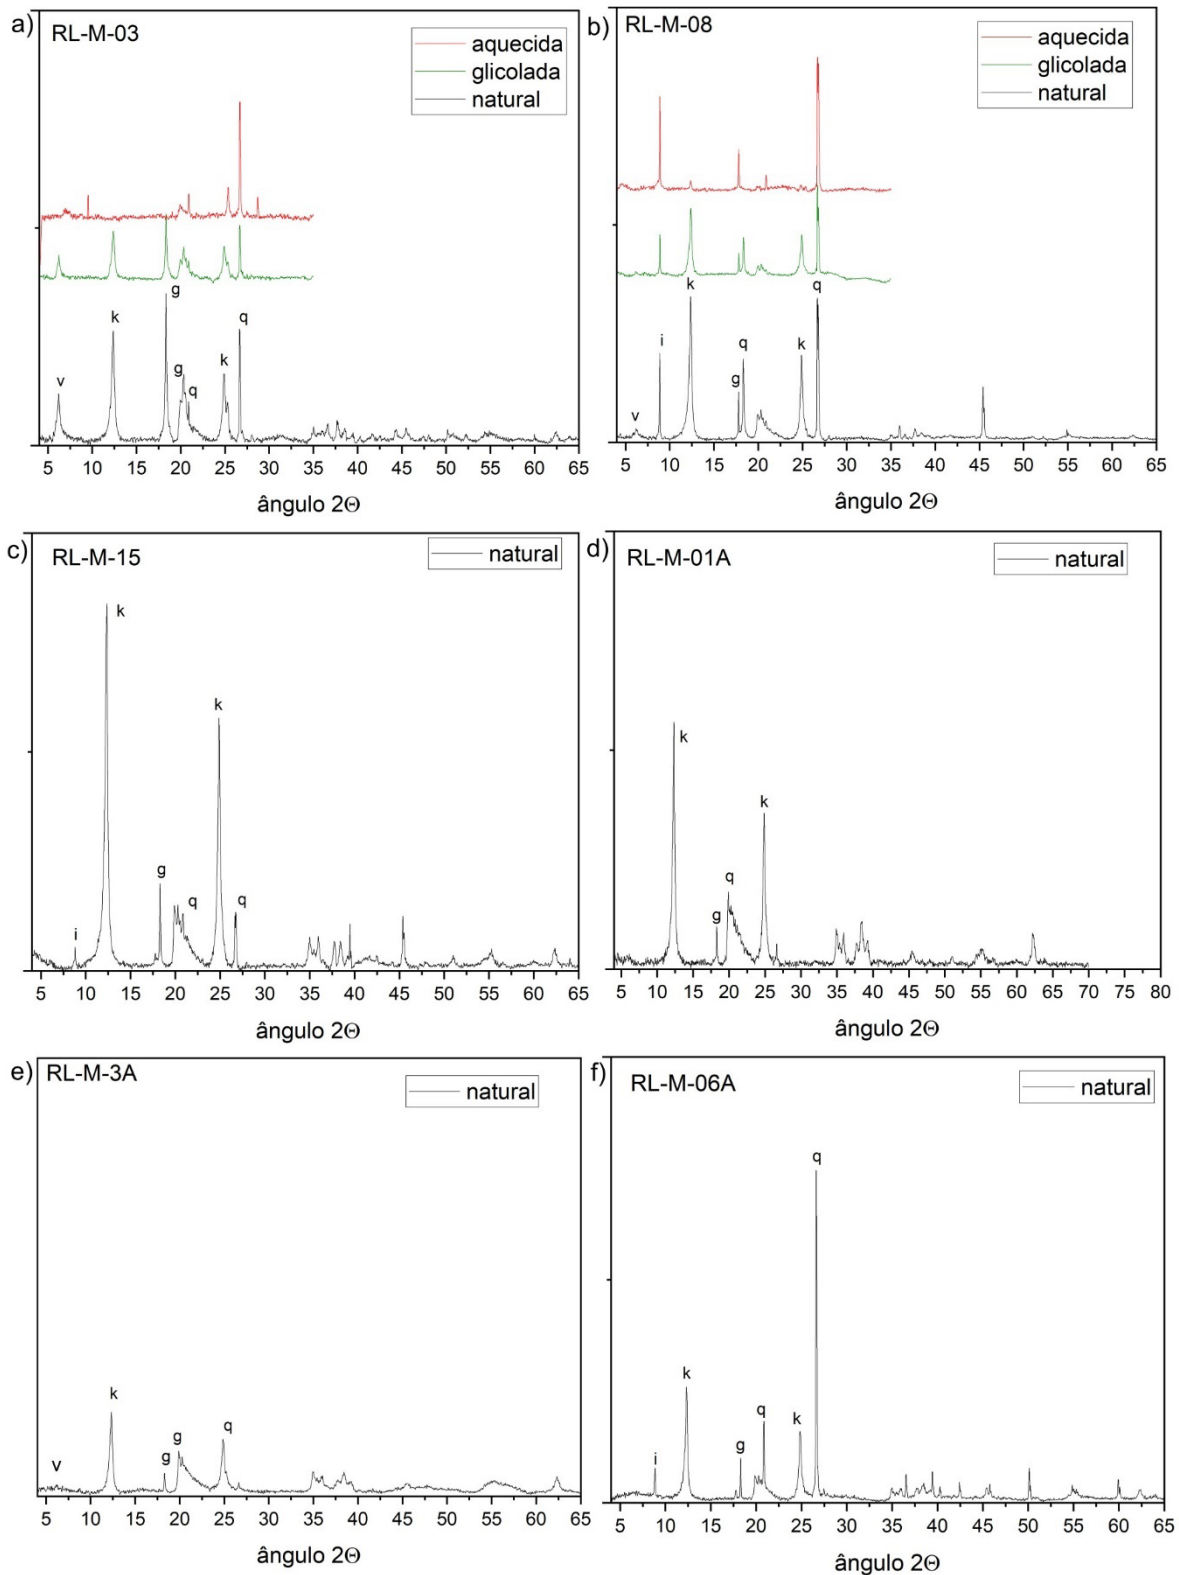 a)
RL-M-03
aquecida
glicolada
natural
v
k
g
g
q
k
q
5 10 15 20 25 30 35 40 45 50 55 60 65
ângulo 2Θ
b)
RL-M-08
aquecida
glicolada
natural
v
i
k
g
q
k
q
5 10 15 20 25 30 35 40 45 50 55 60 65
ângulo 2Θ
c)
RL-M-15
natural
i
k
g
q
k
q
5 10 15 20 25 30 35 40 45 50 55 60 65
ângulo 2Θ
d)
RL-M-01A
natural
k
g
q
k
5 10 15 20 25 30 35 40 45 50 55 60 65 70 75 80
ângulo 2Θ
e)
RL-M-3A
natural
v
k
g
g
q
5 10 15 20 25 30 35 40 45 50 55 60 65
ângulo 2Θ
f)
RL-M-06A
natural
i
k
g
q
k
q
5 10 15 20 25 30 35 40 45 50 55 60 65
ângulo 2Θ